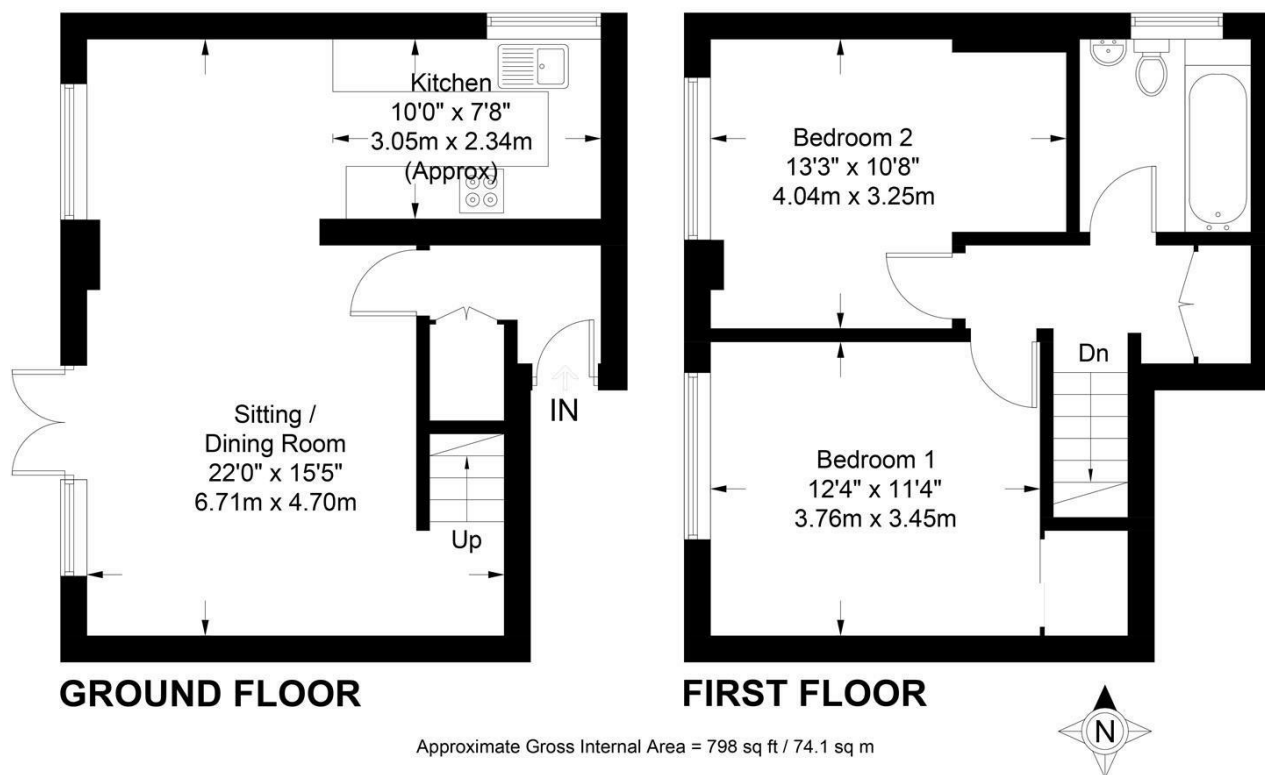 Kitchen
10'0" x 7'8"
3.05m x 2.34m
(Approx)
IN
Sitting /
Dining Room
22'0" x 15'5"
6.71m x 4.70m
Up
GROUND FLOOR
Bedroom 2
13'3" x 10'8"
4.04m x 3.25m
Dn
Bedroom 1
12'4" x 11'4"
3.76m x 3.45m
FIRST FLOOR
N
Approximate Gross Internal Area = 798 sq ft / 74.1 sq m